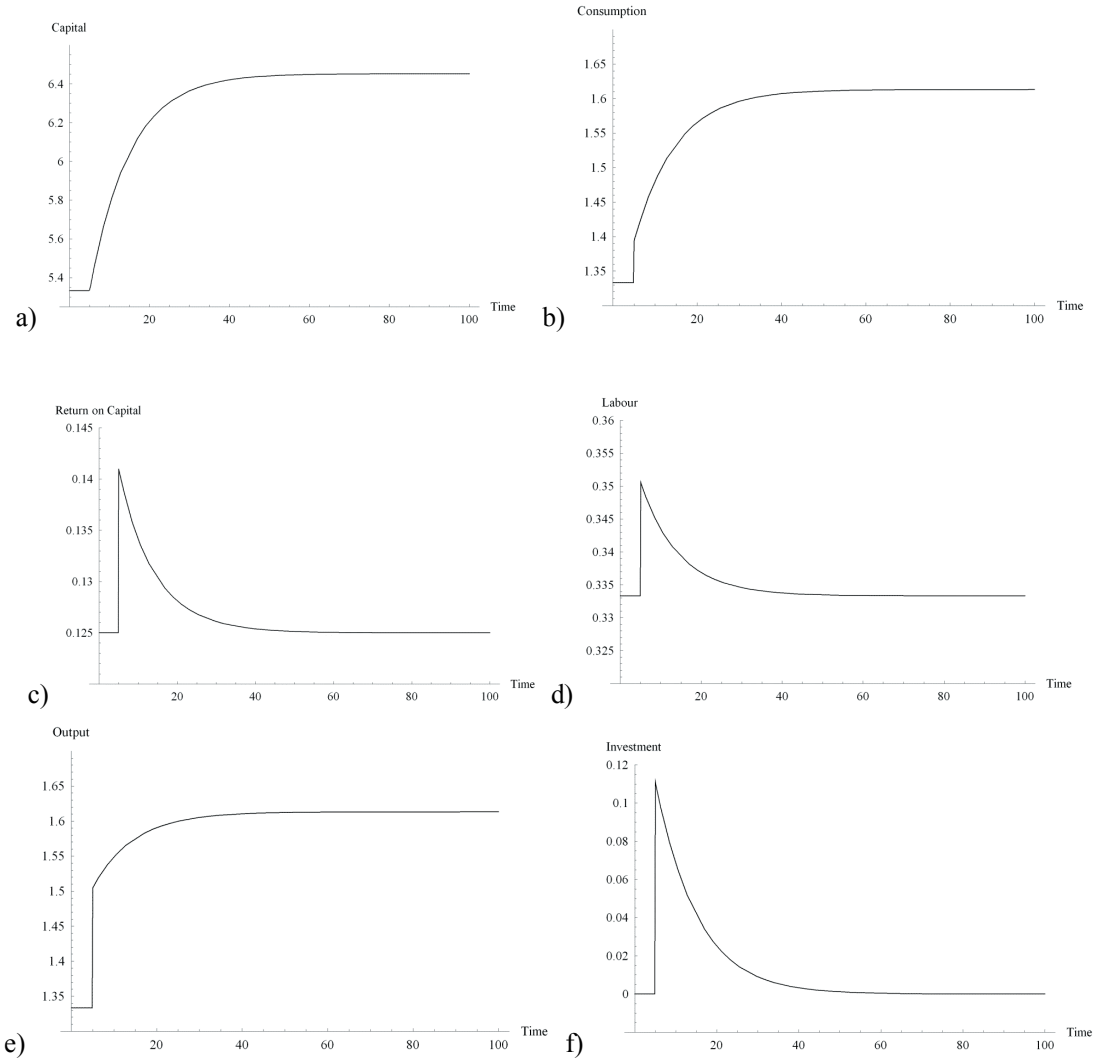 Capital
6.4
6.2
6
5.8
5.6
5.4
20 40 60 80 100
Time
a)
Consumption
1.65
1.6
1.55
1.5
1.45
1.4
1.35
20 40 60 80 100
Time
b)
Return on Capital
0.145
0.14
0.135
0.13
0.125
20 40 60 80 100
Time
c)
Labour
0.36
0.355
0.35
0.345
0.34
0.335
0.334
0.325
20 40 60 80 100
Time
d)
Output
1.65
1.6
1.55
1.5
1.45
1.4
1.35
20 40 60 80 100
Time
e)
Investment
0.12
0.1
0.08
0.06
0.04
0.02
0
20 40 60 80 100
Time
f)